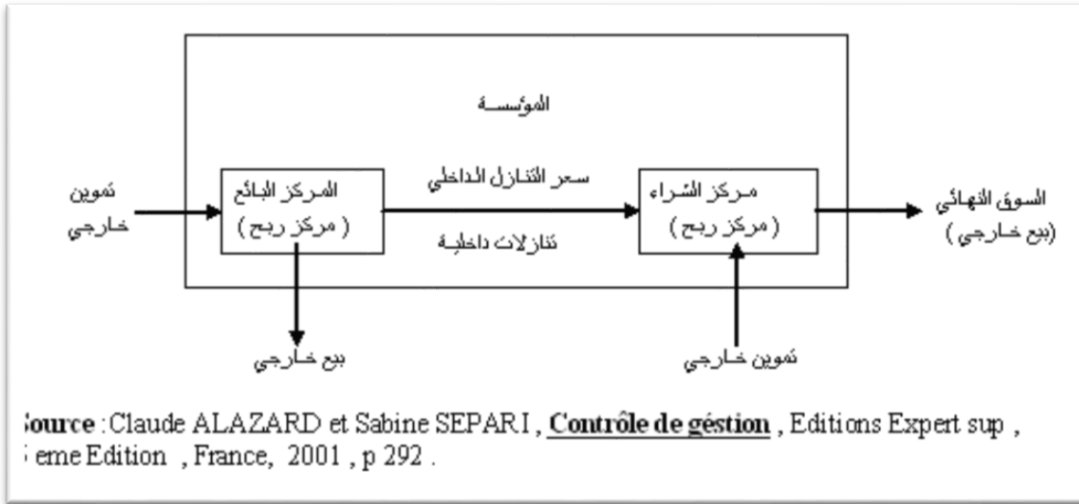 المؤسسة
سعر التنازل الداخلي
المركز البائع
(مركز ربح)
مركز الشراء
(مركز ربح)
تموين
خارجي
السوق النهائي
(بيع خارجي)
تنازلات داخلية
بيع خارجي
تموين خارجي
Source :Claude ALAZARD et Sabine SEPARI, Contrôle de géstion , Editions Expert sup ,
eme Edition , France, 2001 , p 292 .